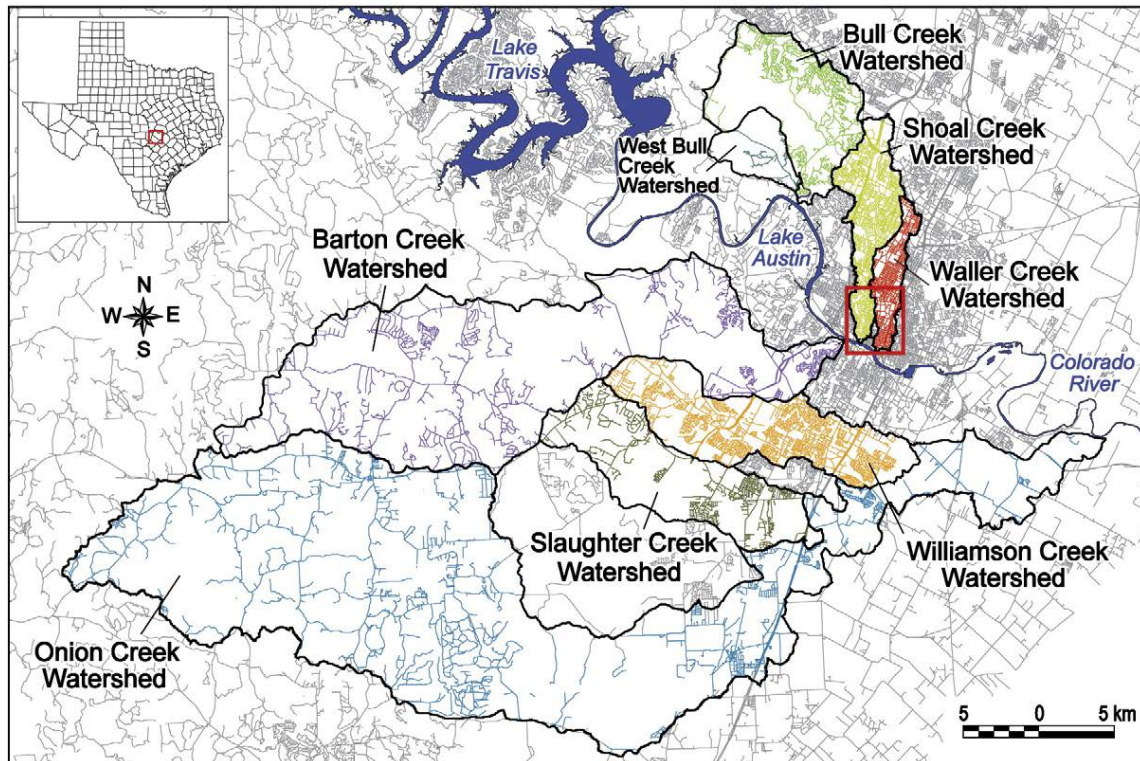 Bull Creek
Watershed
Lake
Travis
Shoal Creek
Watershed
West Bull
Creek
Watershed
Barton Creek
Watershed
Lake
Austin
Waller Creek
Watershed
N
W E
S
Colorado
River
Slaughter Creek
Watershed
Williamson Creek
Watershed
Onion Creek
Watershed
5 0 5 km